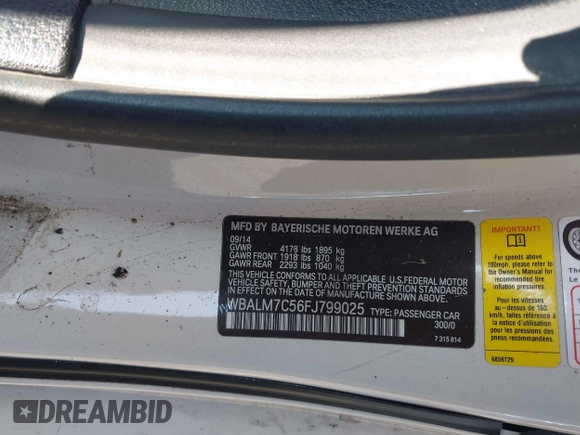 MFD BY BAYERISCHE MOTOREN WERKE AG
09/14
GVWR 4178 lbs 1895 kg
GAWR FRONT 1918 lbs 870 kg
GAWR REAR 2293 lbs 1040 kg
THIS VEHICLE CONFORMS TO ALL APPLICABLE U.S.FEDERAL MOTOR
VEHICLE SAFETY, BUMPER, AND THEFT PREVENTION STANDARDS
IN EFFECT ON THE DATE OF MANUFACTURE SHOWN ABOVE.
WBALM7C56FJ799025 TYPE: PASSENGER CAR
300/0
7 315 814
IMPORTANT!
For speeds above
100mph, please refer to
the Owner's Manual for
recommended tire
inflation pressures.
Pour les vitesses
au - dessus de 160
km/h, faites référence à
la notice d'utilisation
pour les pressions des
pneus recommandés.
6859729
DREAMBID